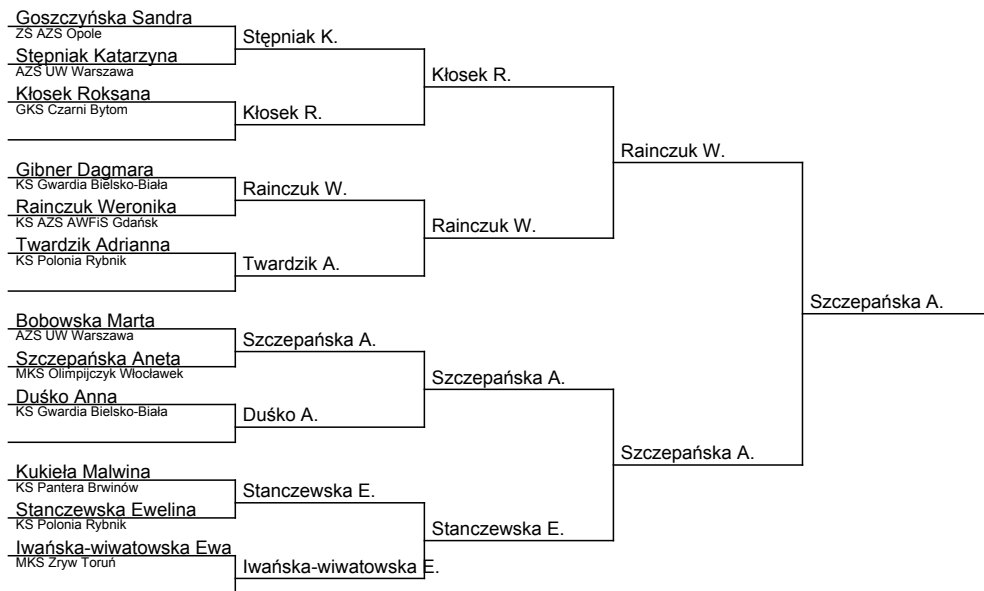 Goszczyńska Sandra
ZS AZS Opole
Stępniak K.
Stępniak Katarzyna
AZS UW Warszawa
Kłosek R.
Kłosek Roksana
GKS Czarni Bytom
Kłosek R.
Rainczuk W.
Gibner Dagmara
KS Gwardia Bielsko-Biała
Rainczuk W.
Rainczuk Weronika
KS AZS AWFiS Gdańsk
Rainczuk W.
Twardzik Adrianna
KS Polonia Rybnik
Twardzik A.
Szczepańska A.
Bobowska Marta
AZS UW Warszawa
Szczepańska A.
Szczepańska Aneta
MKS Olimpijczyk Włocławek
Szczepańska A.
Duśko Anna
KS Gwardia Bielsko-Biała
Duśko A.
Szczepańska A.
Kukieła Malwina
KS Pantera Brwinów
Stanczewska E.
Stanczewska Ewelina
KS Polonia Rybnik
Stanczewska E.
Iwańska-wiwatowska Ewa
MKS Zryw Toruń
Iwańska-wiwatowska E.